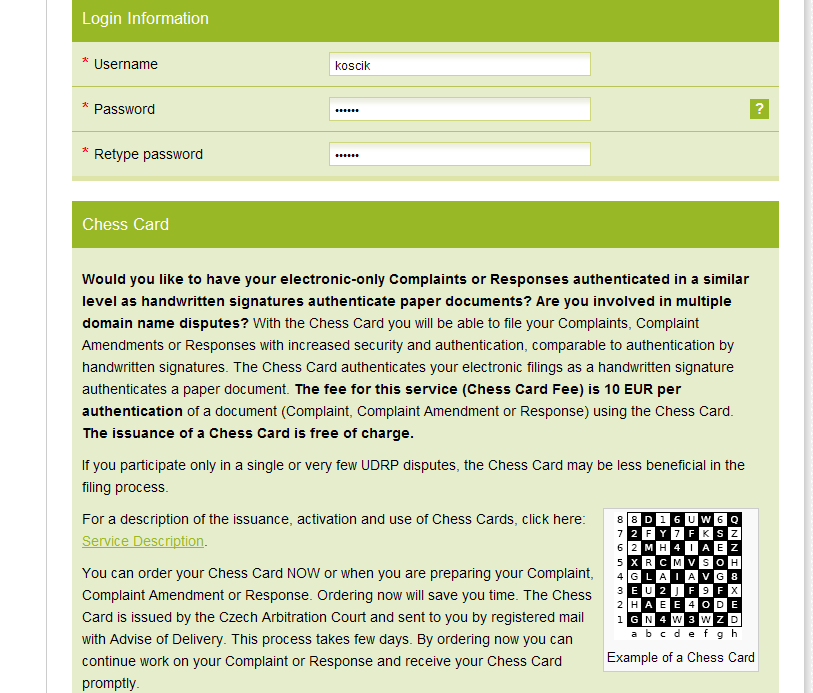 Login Information
* Username
koscik
* Password
••••••
?
* Retype password
••••••
Chess Card
Would you like to have your electronic-only Complaints or Responses authenticated in a similar
level as handwritten signatures authenticate paper documents? Are you involved in multiple
domain name disputes? With the Chess Card you will be able to file your Complaints, Complaint
Amendments or Responses with increased security and authentication, comparable to authentication by
handwritten signatures. The Chess Card authenticates your electronic filings as a handwritten signature
authenticates a paper document. The fee for this service (Chess Card Fee) is 10 EUR per
authentication of a document (Complaint, Complaint Amendment or Response) using the Chess Card.
The issuance of a Chess Card is free of charge.
If you participate only in a single or very few UDRP disputes, the Chess Card may be less beneficial in the
filing process.
For a description of the issuance, activation and use of Chess Cards, click here:
Service Description.
You can order your Chess Card NOW or when you are preparing your Complaint,
Complaint Amendment or Response. Ordering now will save you time. The Chess
Card is issued by the Czech Arbitration Court and sent to you by registered mail
with Advise of Delivery. This process takes few days. By ordering now you can
continue work on your Complaint or Response and receive your Chess Card
promptly.
8 8 D 1 6 U W 6 Q
7 2 F Y 7 F K S Z
6 2 M H 4 I A E Z
5 X R C M V S O H
4 G L A I A V G 8
3 E U 2 J F 9 F X
2 H A E E 4 O D E
1 G N 4 W 3 W Z D
a b c d e f g h
Example of a Chess Card